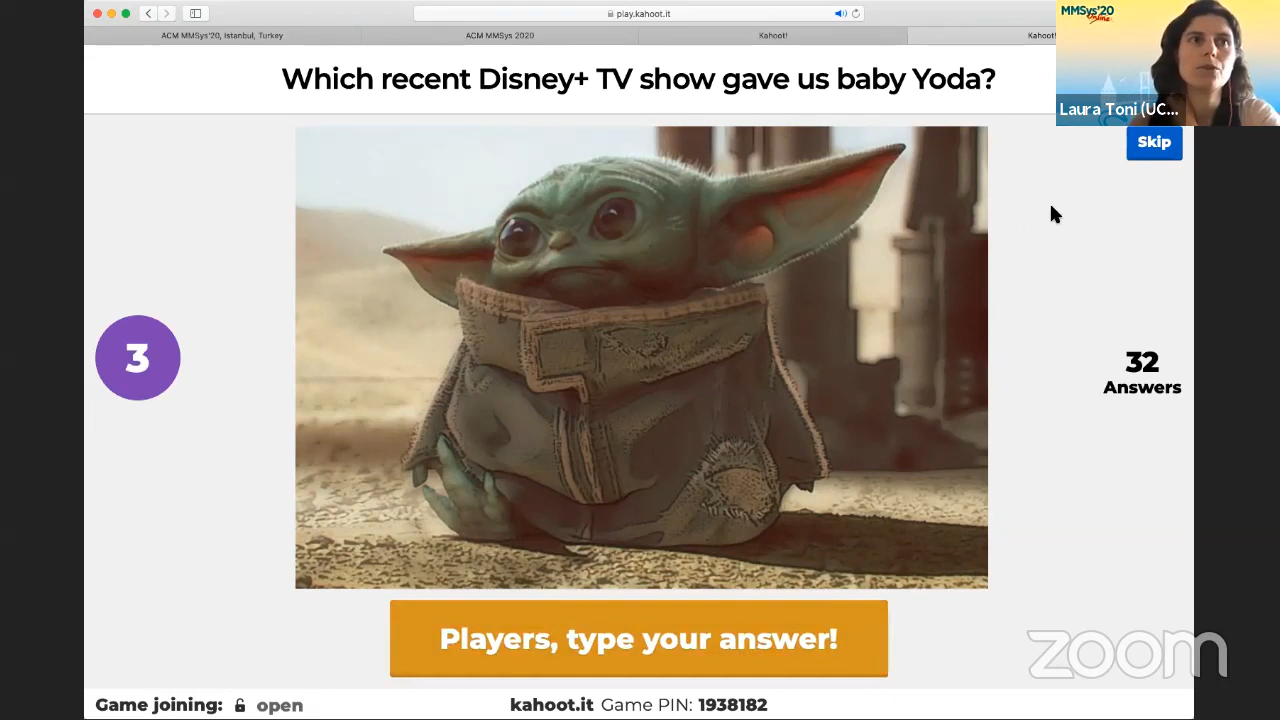 play.kahoot.it
ACM MMSys'20, Istanbul, Turkey
ACM MMSys 2020
Kahoot!
Kahoot!
MMSys'20
Online
Which recent Disney+ TV show gave us baby Yoda?
Laura Toni (UC...
Skip
3
32
Answers
Players, type your answer!
zoom
Game joining: open
kahoot.it Game PIN: 1938182